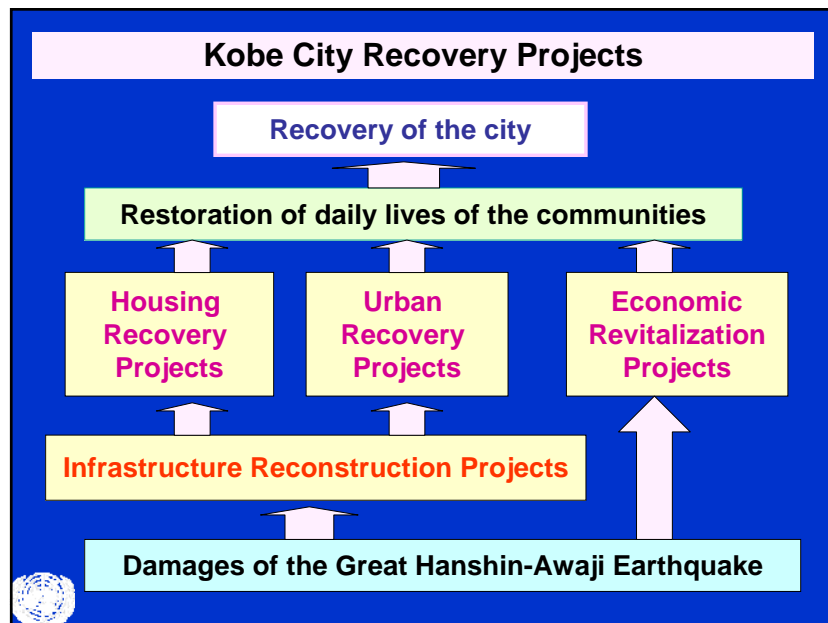 Kobe City Recovery Projects
Recovery of the city
Restoration of daily lives of the communities
Housing
Recovery
Projects
Urban
Recovery
Projects
Economic
Revitalization
Projects
Infrastructure Reconstruction Projects
Damages of the Great Hanshin-Awaji Earthquake